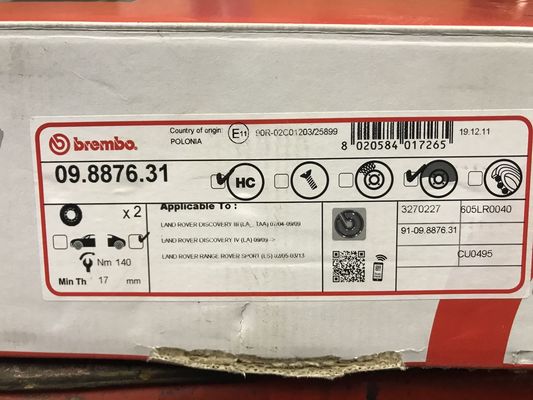 brembo.
Country of origin:
POLONIA
E11
90R-02C01203/25899
8 020584 017265
19.12.11
09.8876.31
HC
x 2
Nm 140
Min Th 17 mm
Applicable To :
LAND ROVER DISCOVERY III (LA_, TAA) 07/04-09/09
LAND ROVER DISCOVERY IV (LA) 09/09 ->
LAND ROVER RANGE ROVER SPORT (LS) 02/05-03/13
3270227
605LR0040
91-09.8876.31
CU0495